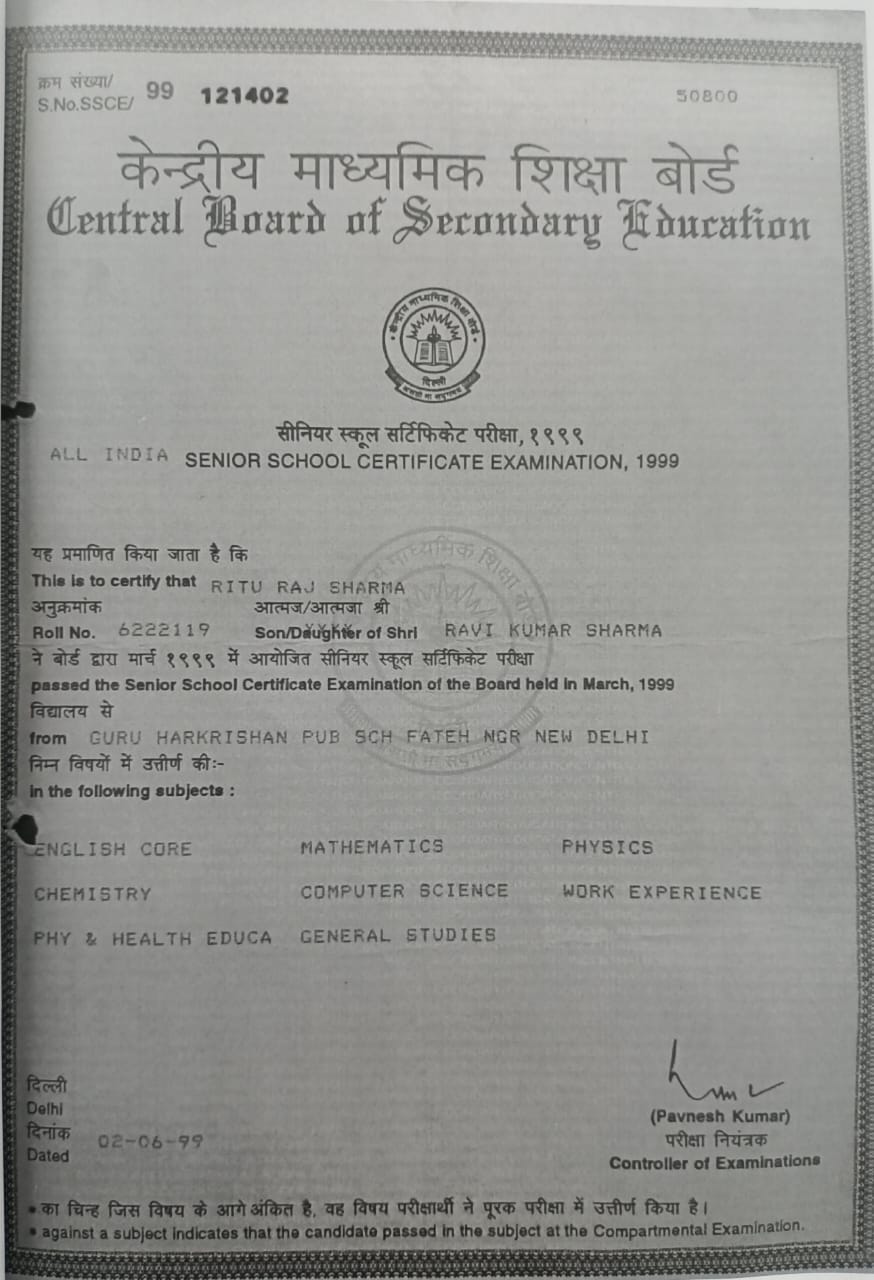 क्रम संख्या/
S.No.SSCE/ 99 121402 50800
केन्द्रीय माध्यमिक शिक्षा बोर्ड
Central Board of Secondary Education
केन्द्रीय माध्यमिक शिक्षा बोर्ड
दिल्ली
असतो मा सद्गमय
सीनियर स्कूल सर्टिफिकेट परीक्षा, १९९९
ALL INDIA SENIOR SCHOOL CERTIFICATE EXAMINATION, 1999
यह प्रमाणित किया जाता है कि
This is to certify that RITU RAJ SHARMA
अनुक्रमांक आत्मज/आत्मजा श्री
Roll No. 6222119 Son/Daughter of Shri RAVI KUMAR SHARMA
ने बोर्ड द्वारा मार्च १९९९ में आयोजित सीनियर स्कूल सर्टिफिकेट परीक्षा
passed the Senior School Certificate Examination of the Board held in March, 1999
विद्यालय से
from GURU HARKRISHAN PUB SCH FATEH NGR NEW DELHI
निम्न विषयों में उत्तीर्ण की:-
in the following subjects :
ENGLISH CORE MATHEMATICS PHYSICS
CHEMISTRY COMPUTER SCIENCE WORK EXPERIENCE
PHY & HEALTH EDUCA GENERAL STUDIES
दिल्ली
Delhi
दिनांक
Dated 02-06-99
(Pavnesh Kumar)
परीक्षा नियंत्रक
Controller of Examinations
• का चिन्ह जिस विषय के आगे अंकित है, वह विषय परीक्षार्थी ने पूरक परीक्षा में उत्तीर्ण किया है।
• against a subject indicates that the candidate passed in the subject at the Compartmental Examination.